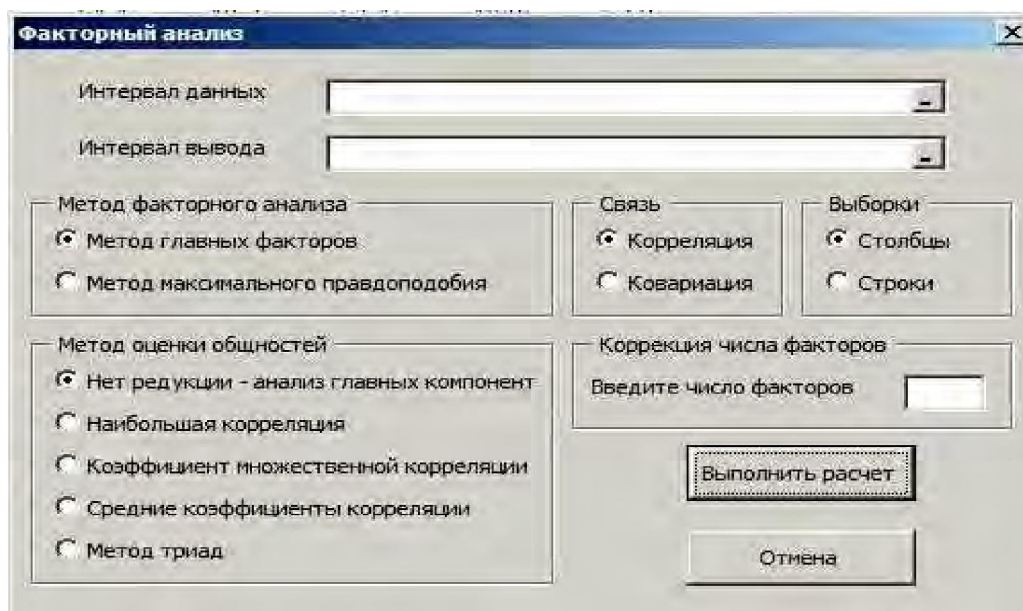 Факторный анализ
Интервал данных
Интервал вывода
Метод факторного анализа
Метод главных факторов
Метод максимального правдоподобия
Связь
Корреляция
Ковариация
Выборки
Столбцы
Строки
Метод оценки общностей
Нет редукции - анализ главных компонент
Наибольшая корреляция
Коэффициент множественной корреляции
Средние коэффициенты корреляции
Метод триад
Коррекция числа факторов
Введите число факторов
Выполнить расчет
Отмена